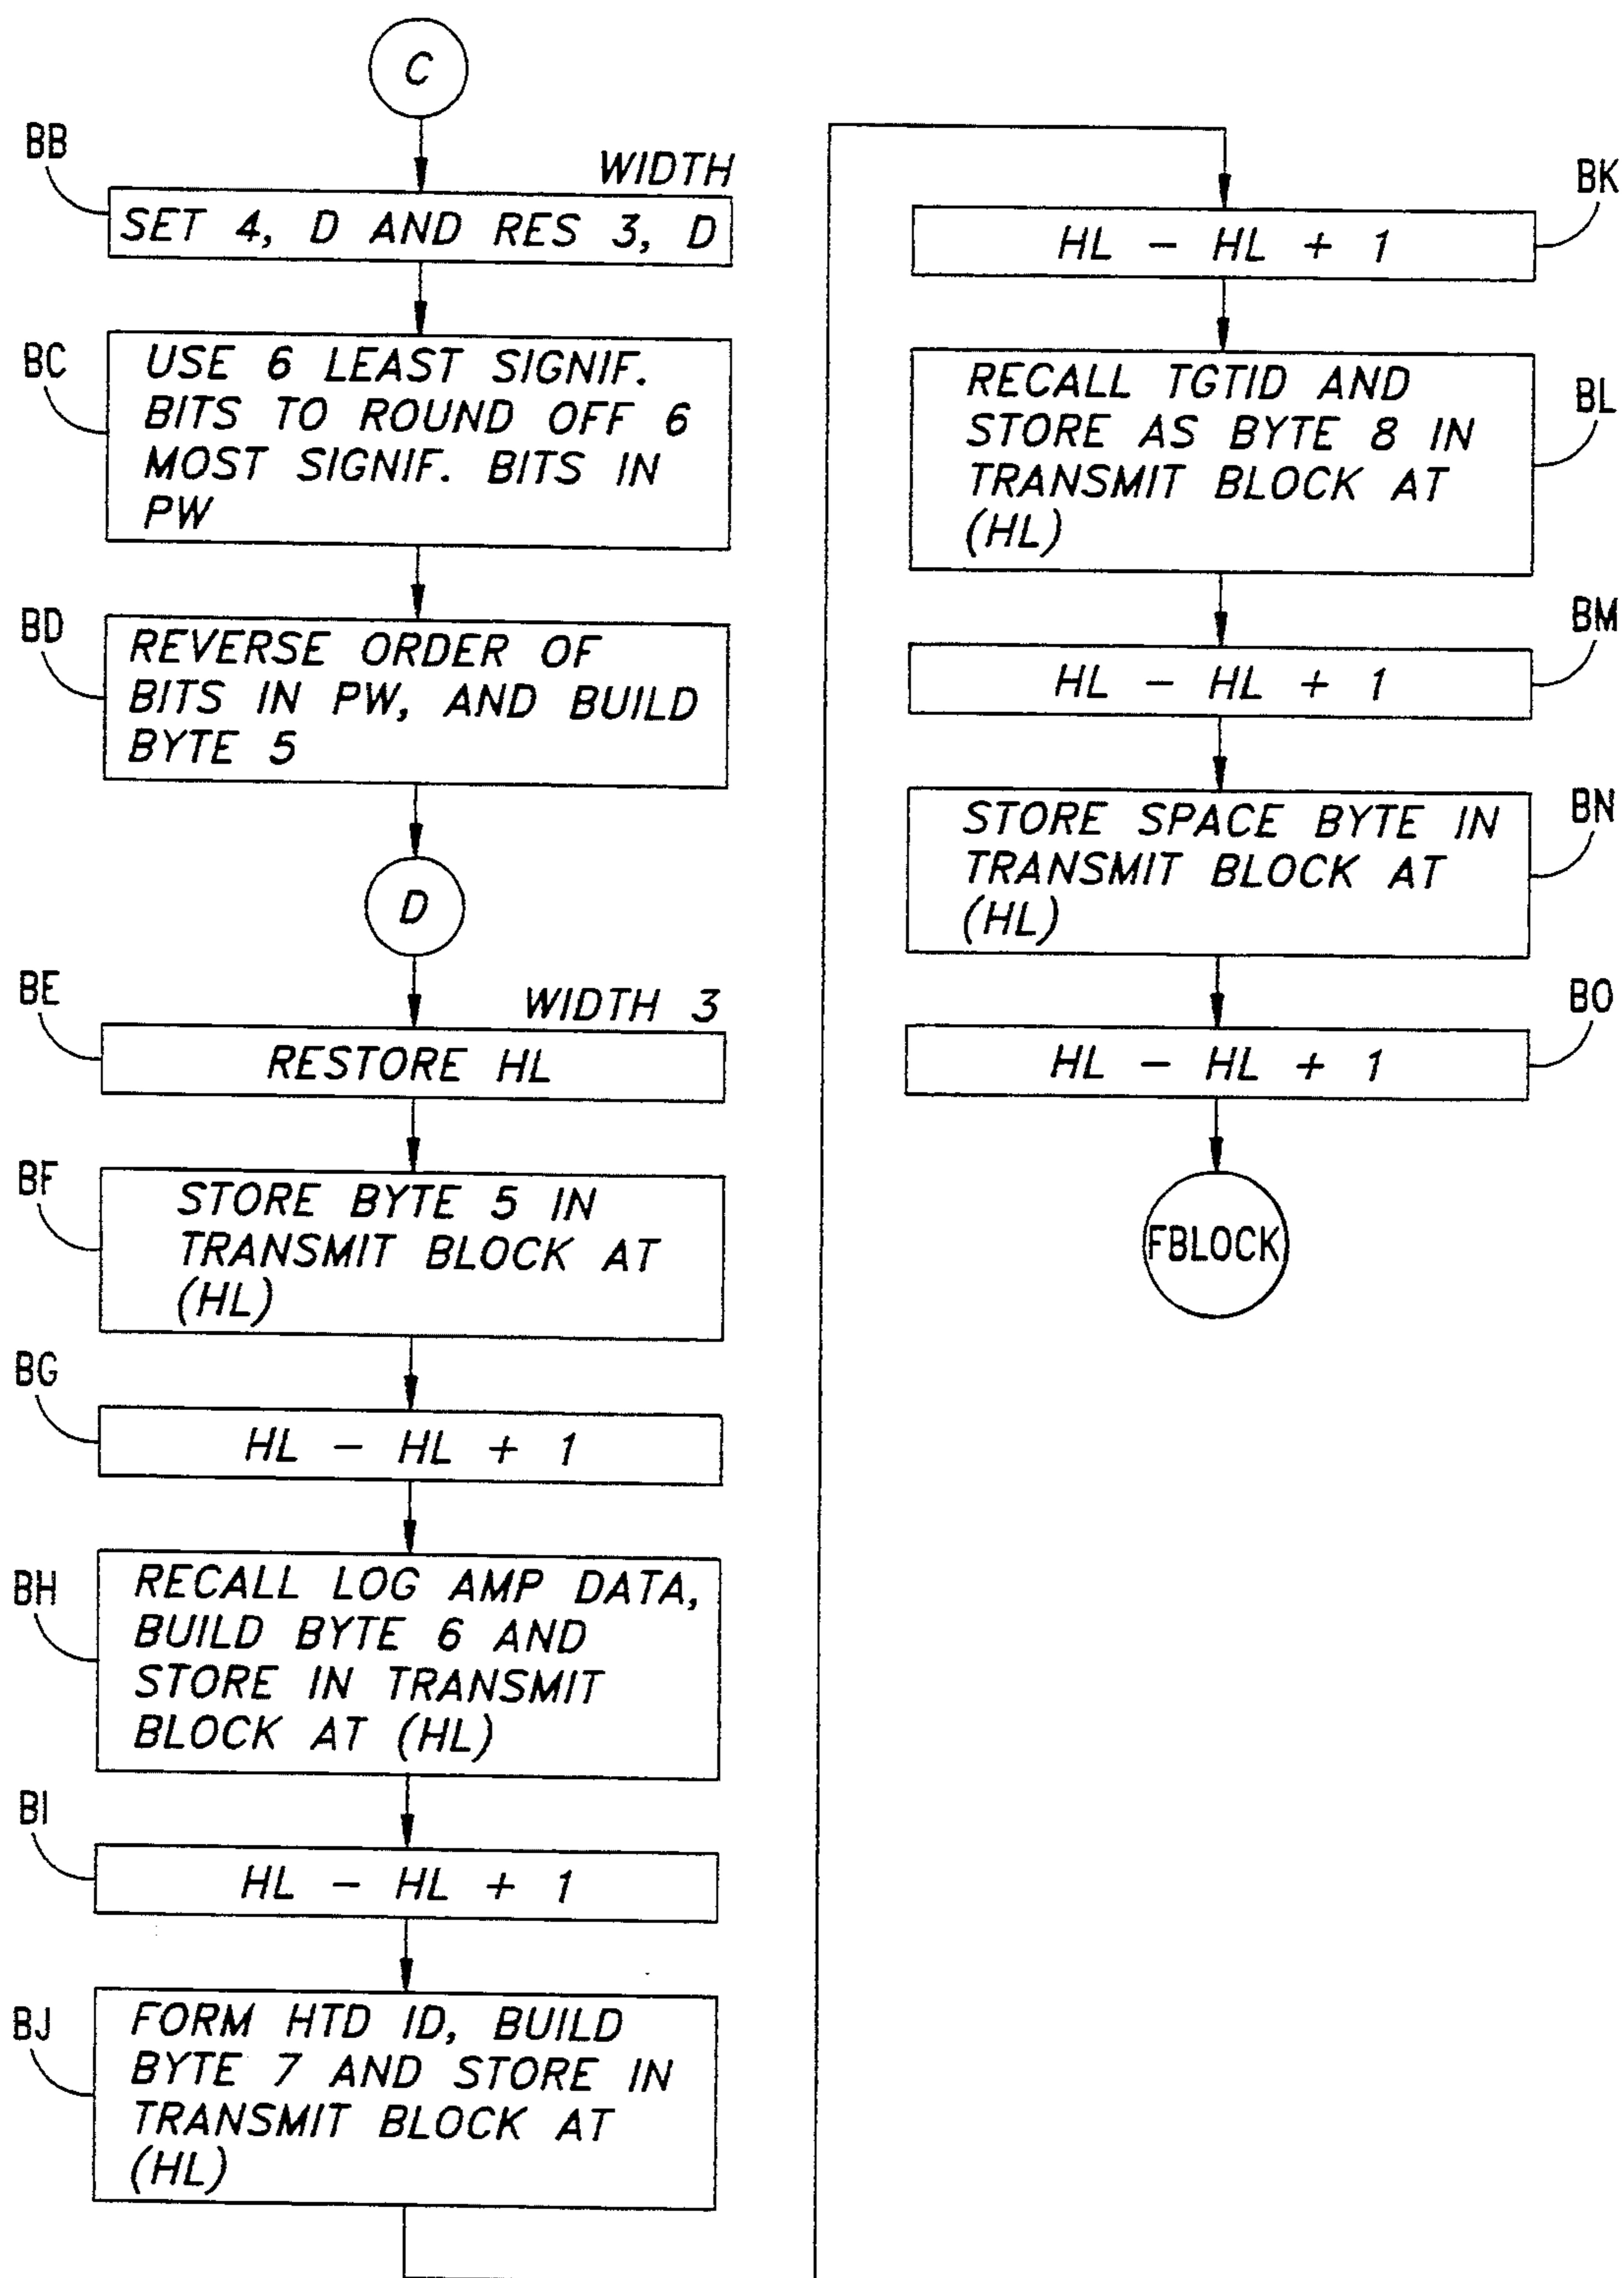 C
BB
WIDTH
SET 4, D AND RES 3, D
BC
USE 6 LEAST SIGNIF.
BITS TO ROUND OFF 6
MOST SIGNIF. BITS IN
PW
BD
REVERSE ORDER OF
BITS IN PW, AND BUILD
BYTE 5
D
BE
WIDTH 3
RESTORE HL
BF
STORE BYTE 5 IN
TRANSMIT BLOCK AT
(HL)
BG
HL - HL + 1
BH
RECALL LOG AMP DATA,
BUILD BYTE 6 AND
STORE IN TRANSMIT
BLOCK AT (HL)
BI
HL - HL + 1
BJ
FORM HTD ID, BUILD
BYTE 7 AND STORE IN
TRANSMIT BLOCK AT
(HL)
BK
HL - HL + 1
BL
RECALL TGTID AND
STORE AS BYTE 8 IN
TRANSMIT BLOCK AT
(HL)
BM
HL - HL + 1
BN
STORE SPACE BYTE IN
TRANSMIT BLOCK AT
(HL)
BO
HL - HL + 1
FBLOCK